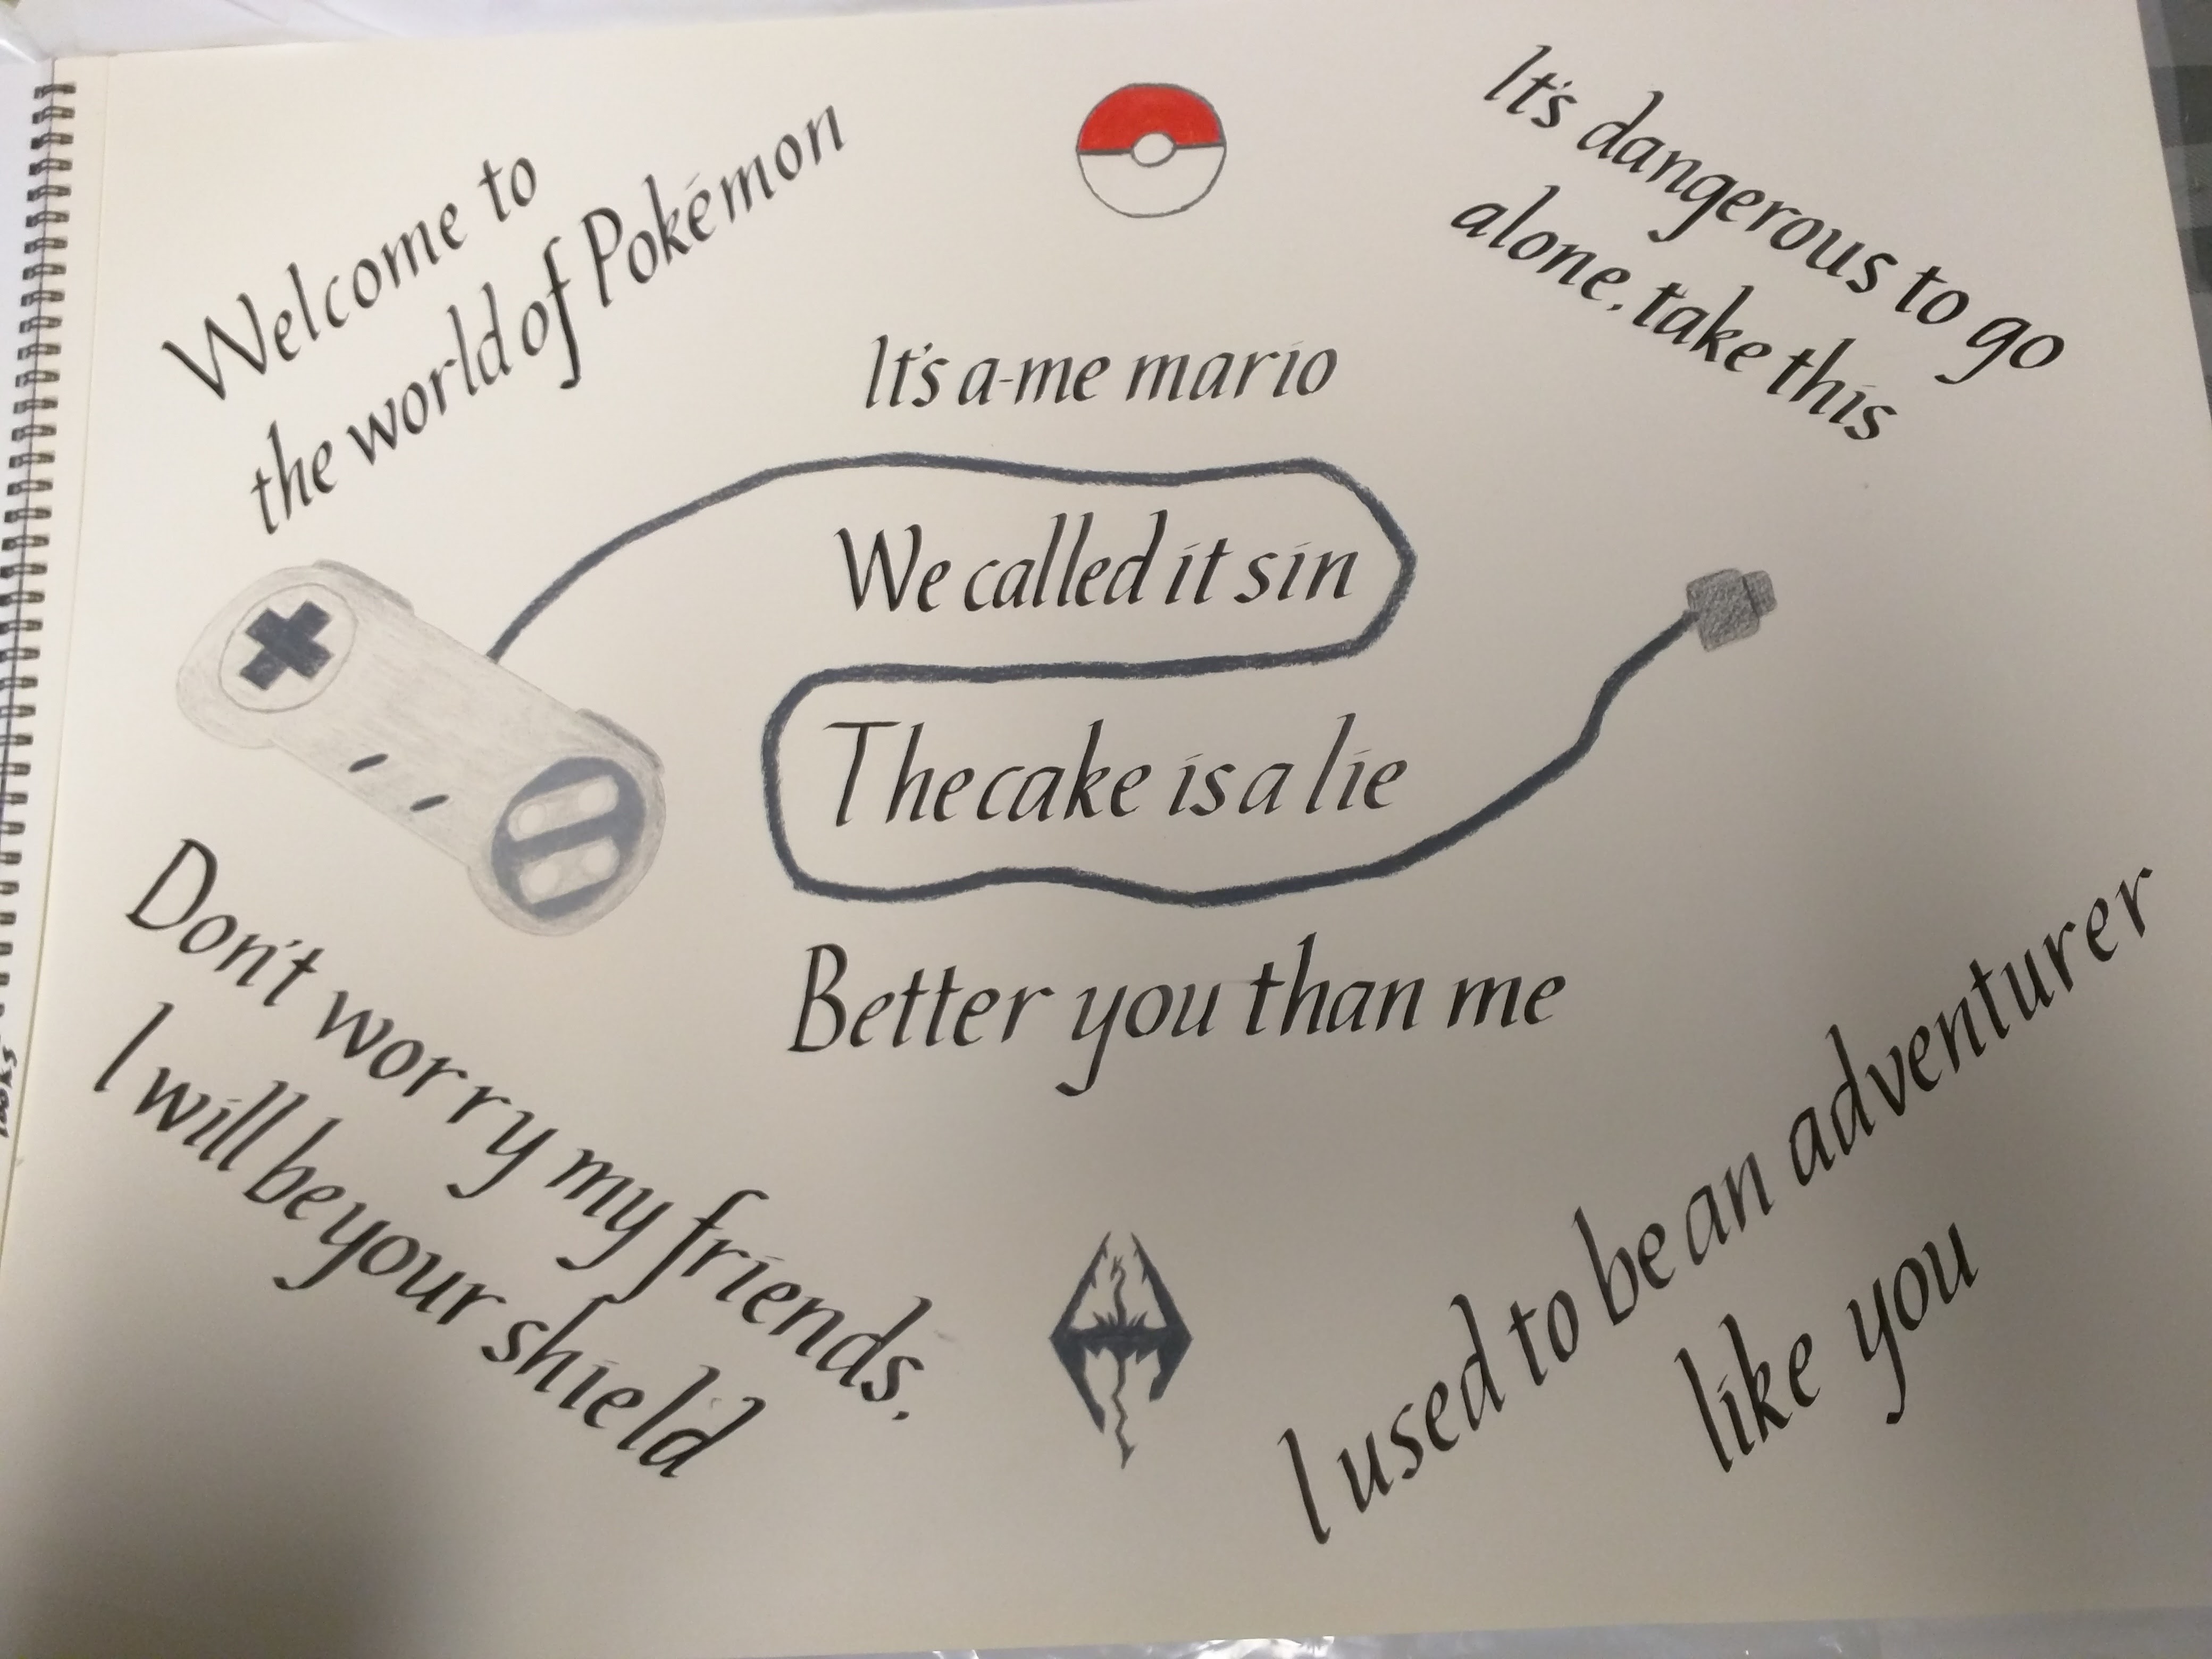 Welcome to
the world of Pokémon
It's dangerous to go
alone, take this
It's a-me mario
We called it sin
The cake is a lie
Better you than me
Don't worry my friends.
I will be your shield
I used to be an adventurer
like you